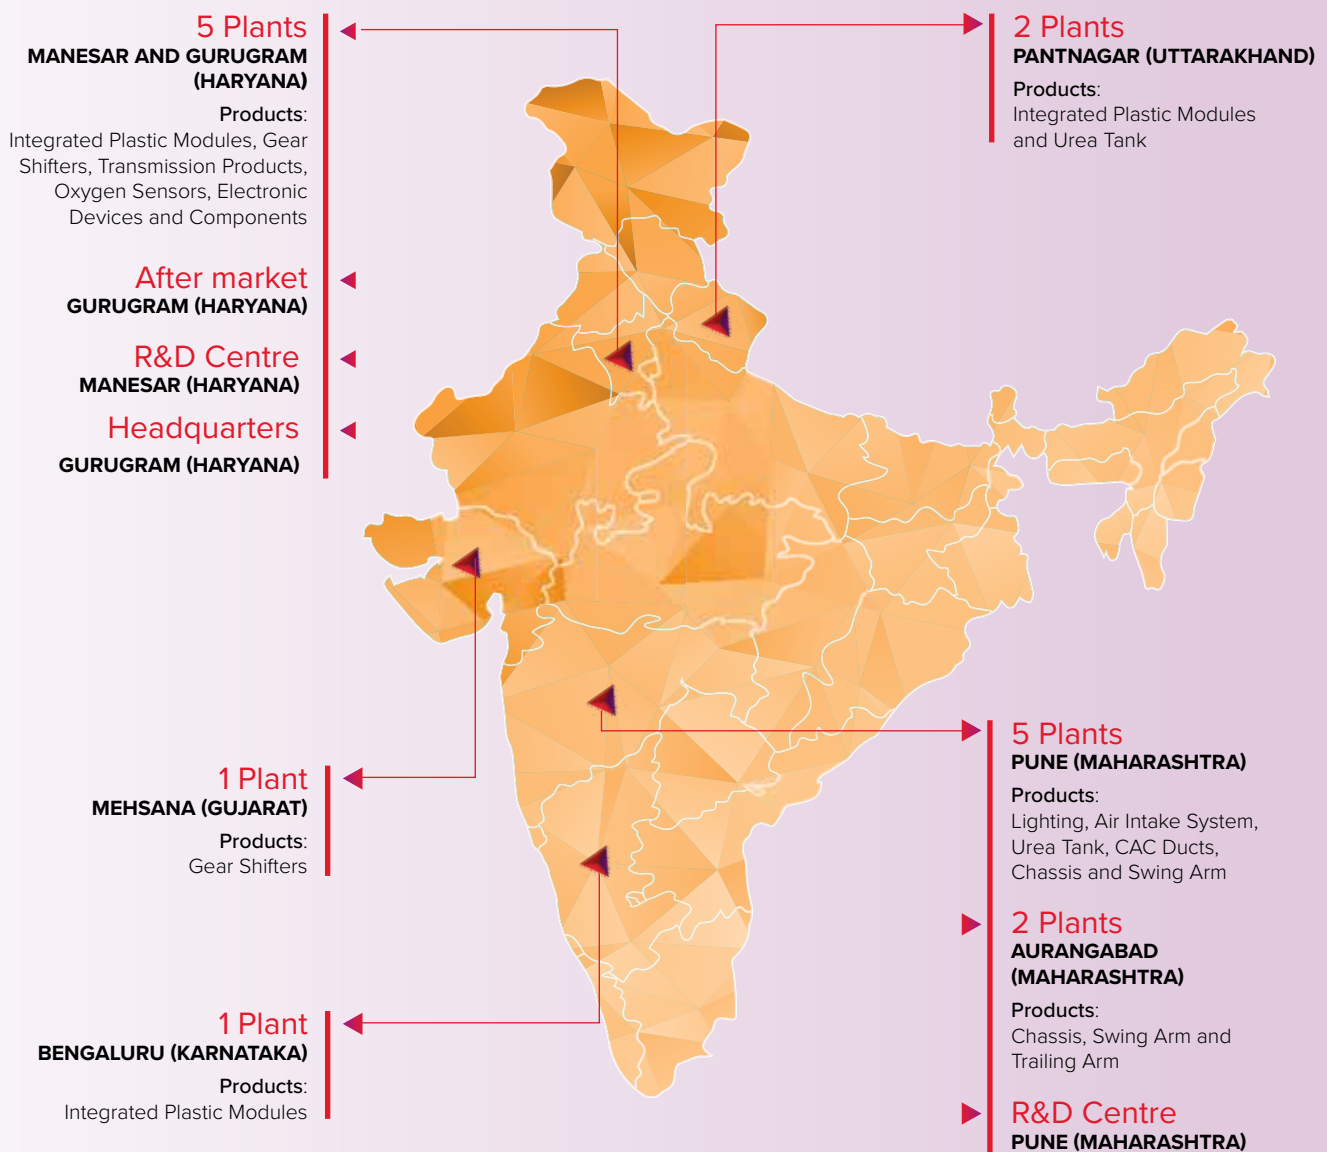 5 Plants
MANESAR AND GURUGRAM
(HARYANA)
Products:
Integrated Plastic Modules, Gear
Shifters, Transmission Products,
Oxygen Sensors, Electronic
Devices and Components
After market
GURUGRAM (HARYANA)
R&D Centre
MANESAR (HARYANA)
Headquarters
GURUGRAM (HARYANA)
1 Plant
MEHSANA (GUJARAT)
Products:
Gear Shifters
1 Plant
BENGALURU (KARNATAKA)
Products:
Integrated Plastic Modules
2 Plants
PANTNAGAR (UTTARAKHAND)
Products:
Integrated Plastic Modules
and Urea Tank
5 Plants
PUNE (MAHARASHTRA)
Products:
Lighting, Air Intake System,
Urea Tank, CAC Ducts,
Chassis and Swing Arm
2 Plants
AURANGABAD
(MAHARASHTRA)
Products:
Chassis, Swing Arm and
Trailing Arm
R&D Centre
PUNE (MAHARASHTRA)